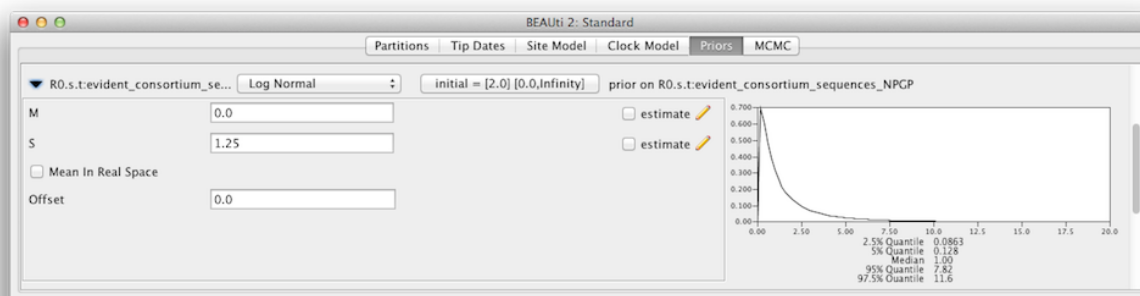 BEAUti 2: Standard
Partitions Tip Dates Site Model Clock Model Priors MCMC
R0.s.t:evident_consortium_se... Log Normal initial = [2.0] [0.0,Infinity] prior on R0.s.t:evident_consortium_sequences_NPGP
M 0.0 estimate
S 1.25 estimate
Mean In Real Space
Offset 0.0
0.700
0.600
0.500
0.400
0.300
0.200
0.100
0.00
0.00 2.50 5.00 7.50 10.0 12.5 15.0 17.5 20.0
2.5% Quantile 0.0863
5% Quantile 0.128
Median 1.00
95% Quantile 7.82
97.5% Quantile 11.6